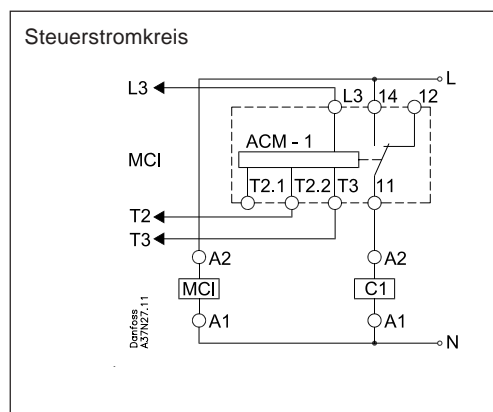 Steuerstromkreis
L
L3
L3 14 12
ACM - 1
MCI
T2.1 T2.2 T3 11
T2
T3
A2 A2
MCI C1
A1 A1
N
Danfoss
A37N27.11